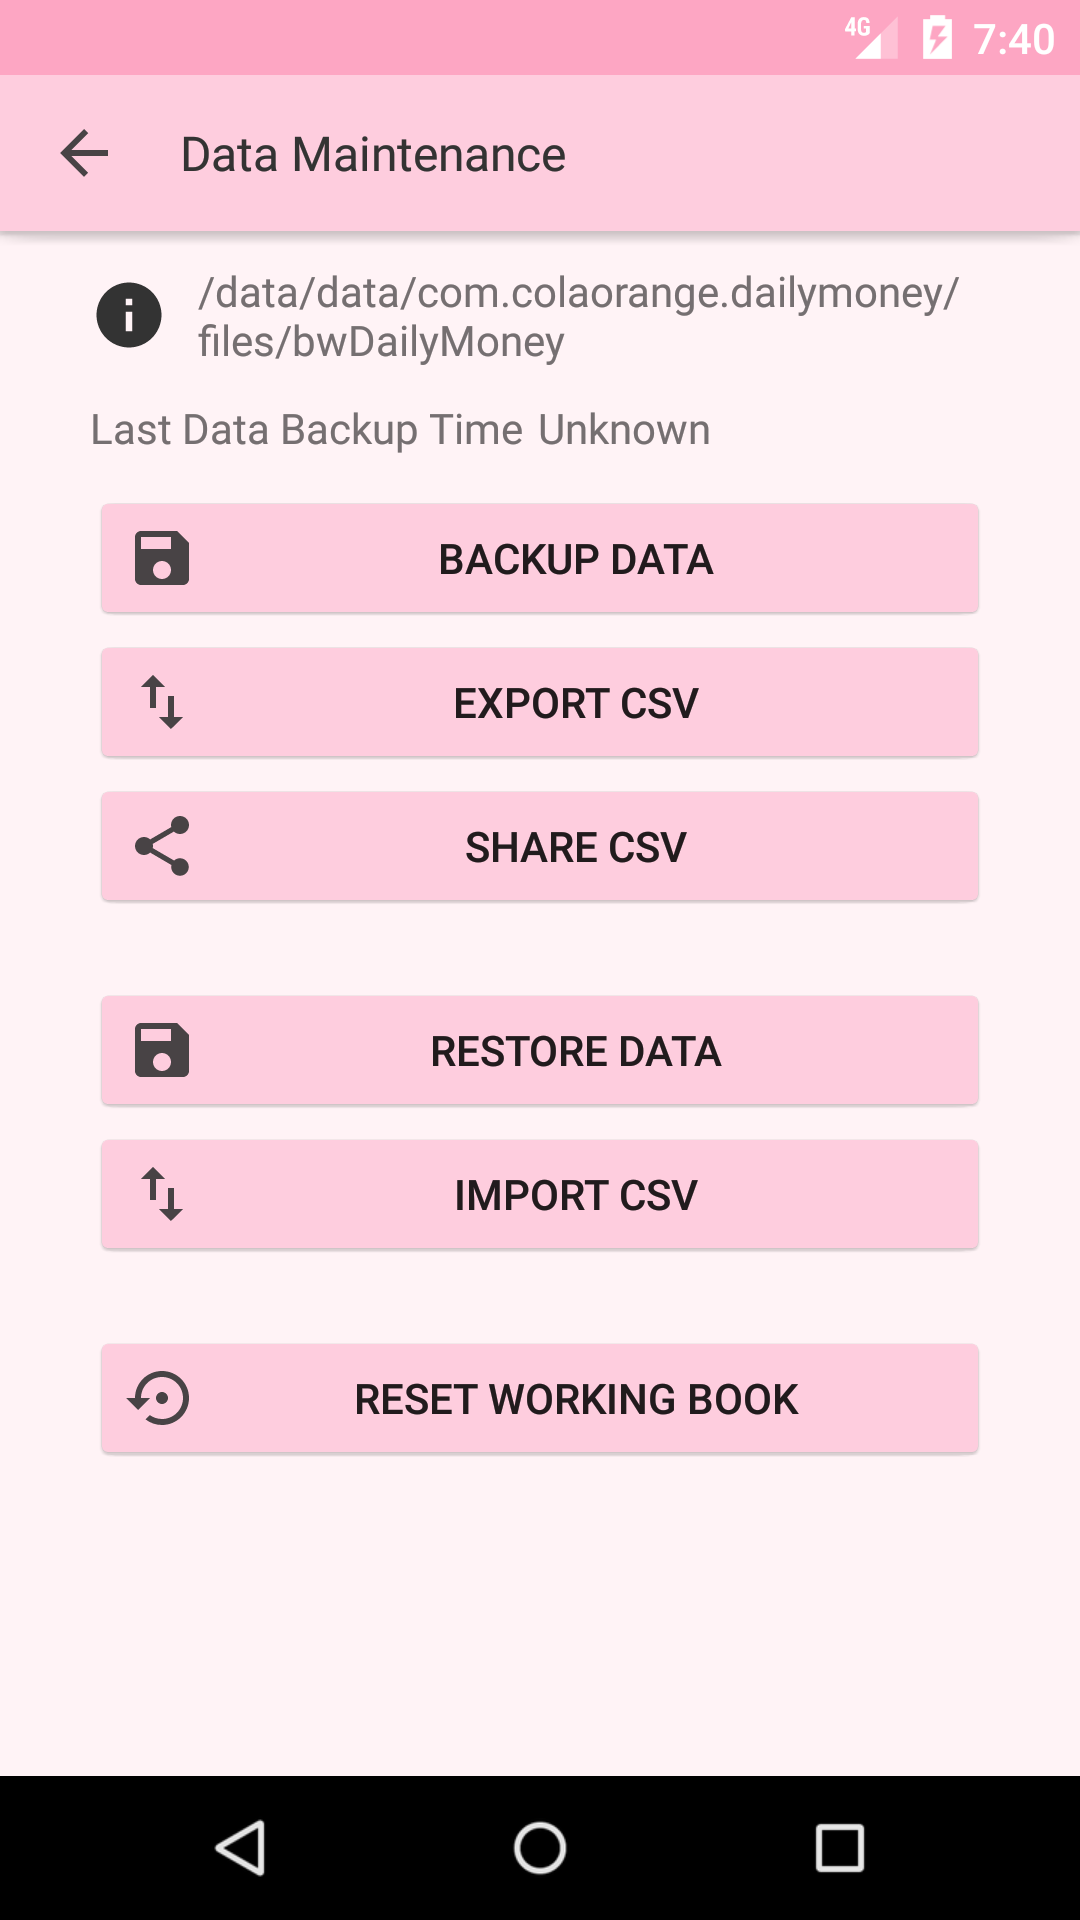 4G 7:40
Data Maintenance
/data/data/com.colaorange.dailymoney/
files/bwDailyMoney
Last Data Backup Time Unknown
BACKUP DATA
EXPORT CSV
SHARE CSV
RESTORE DATA
IMPORT CSV
RESET WORKING BOOK